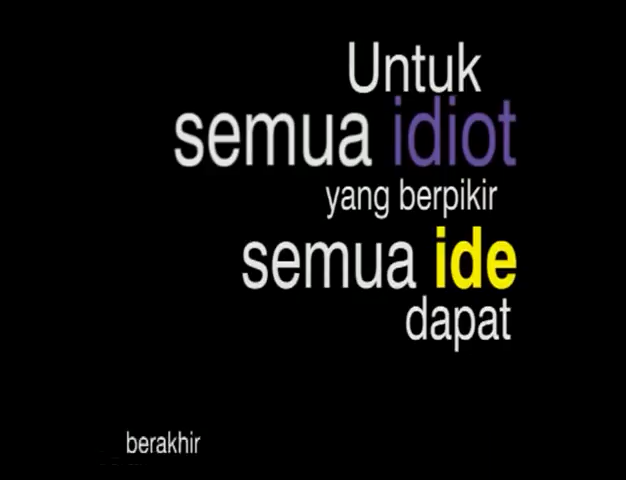 Untuk
semua idiot
yang berpikir
semua ide
dapat
berakhir